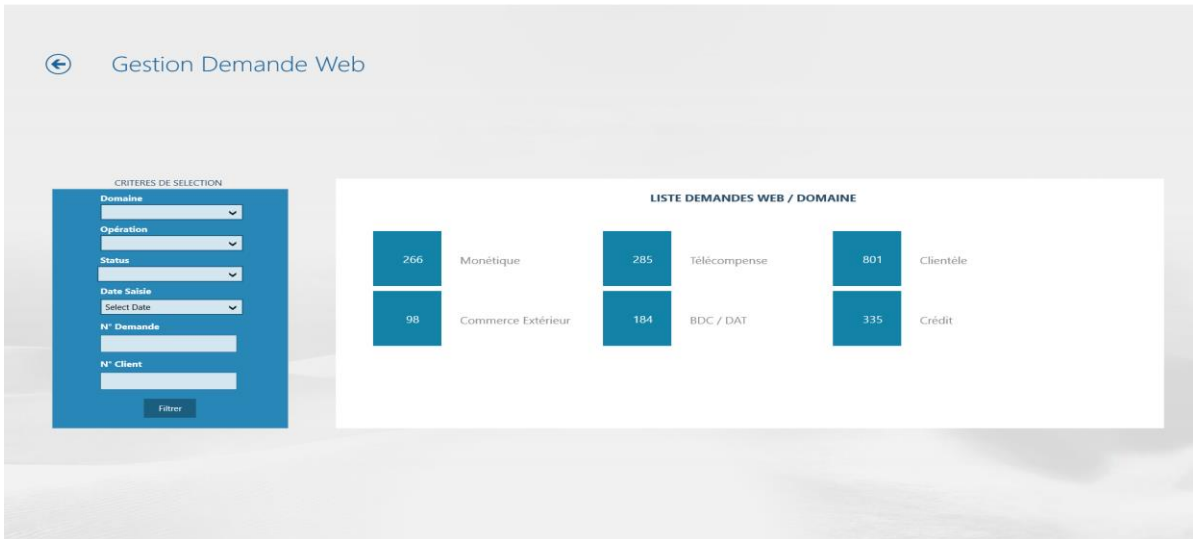 Gestion Demande Web
CRITERES DE SELECTION
Domaine
Opération
Status
Date Saisie
Select Date
N° Demande
N° Client
Filtrer
LISTE DEMANDES WEB / DOMAINE
266 Monétique
285 Télécompense
801 Clientéle
98 Commerce Extérieur
184 BDC / DAT
335 Crédit